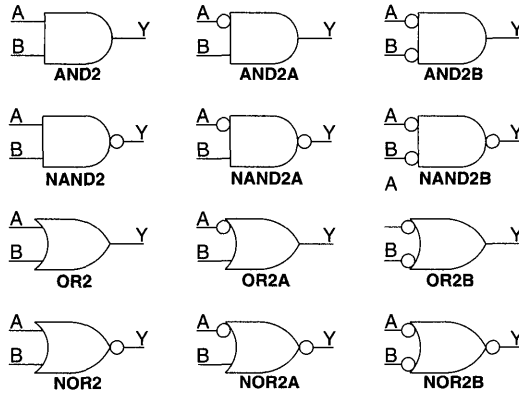 A Y A Y A Y
B B B
AND2 AND2A AND2B
A Y A Y A Y
B B B
NAND2 NAND2A NAND2B
A
A Y A Y Y
B B B
OR2 OR2A OR2B
A Y A Y A Y
B B B
NOR2 NOR2A NOR2B